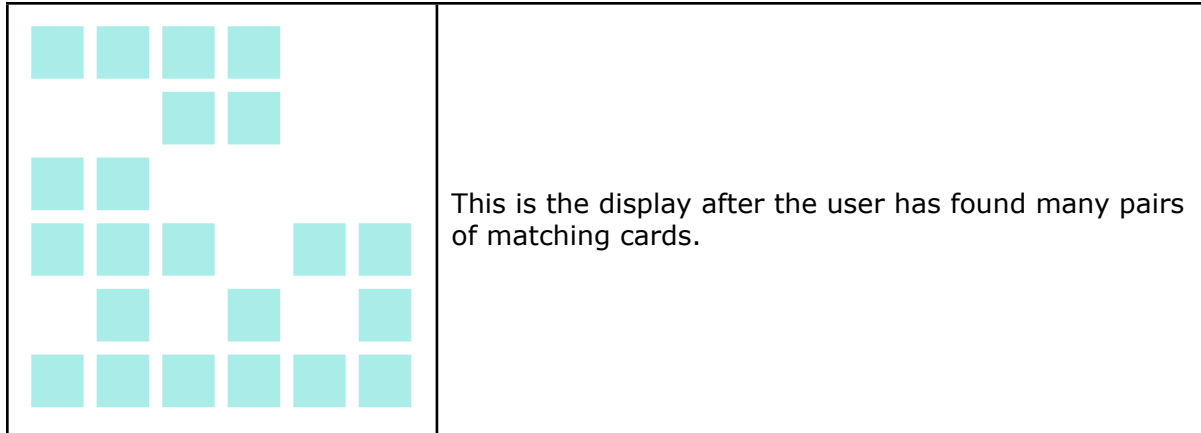 This is the display after the user has found many pairs
of matching cards.